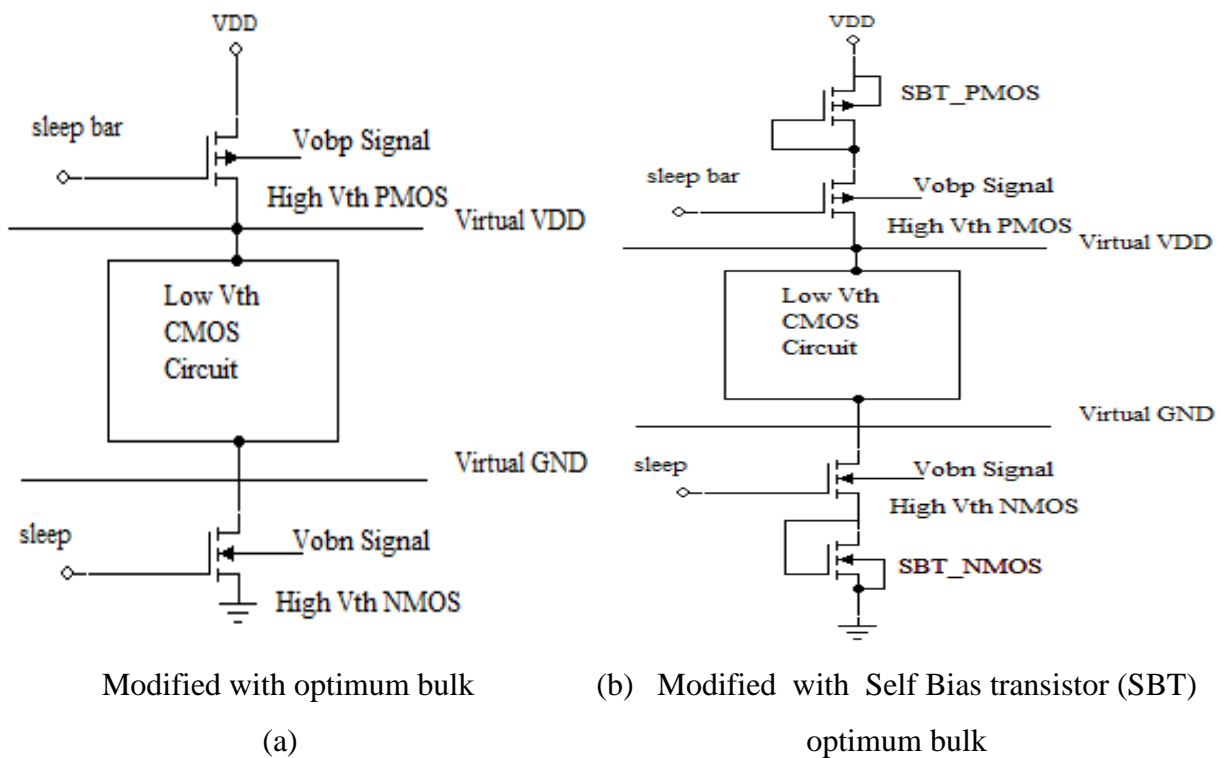 VDD
sleep bar
Vobp Signal
High Vth PMOS
Virtual VDD
Low Vth
CMOS
Circuit
Virtual GND
sleep
Vobn Signal
High Vth NMOS
Modified with optimum bulk
(a)
VDD
SBT_PMOS
sleep bar
Vobp Signal
High Vth PMOS
Virtual VDD
Low Vth
CMOS
Circuit
Virtual GND
sleep
Vobn Signal
High Vth NMOS
SBT_NMOS
(b) Modified with Self Bias transistor (SBT)
optimum bulk